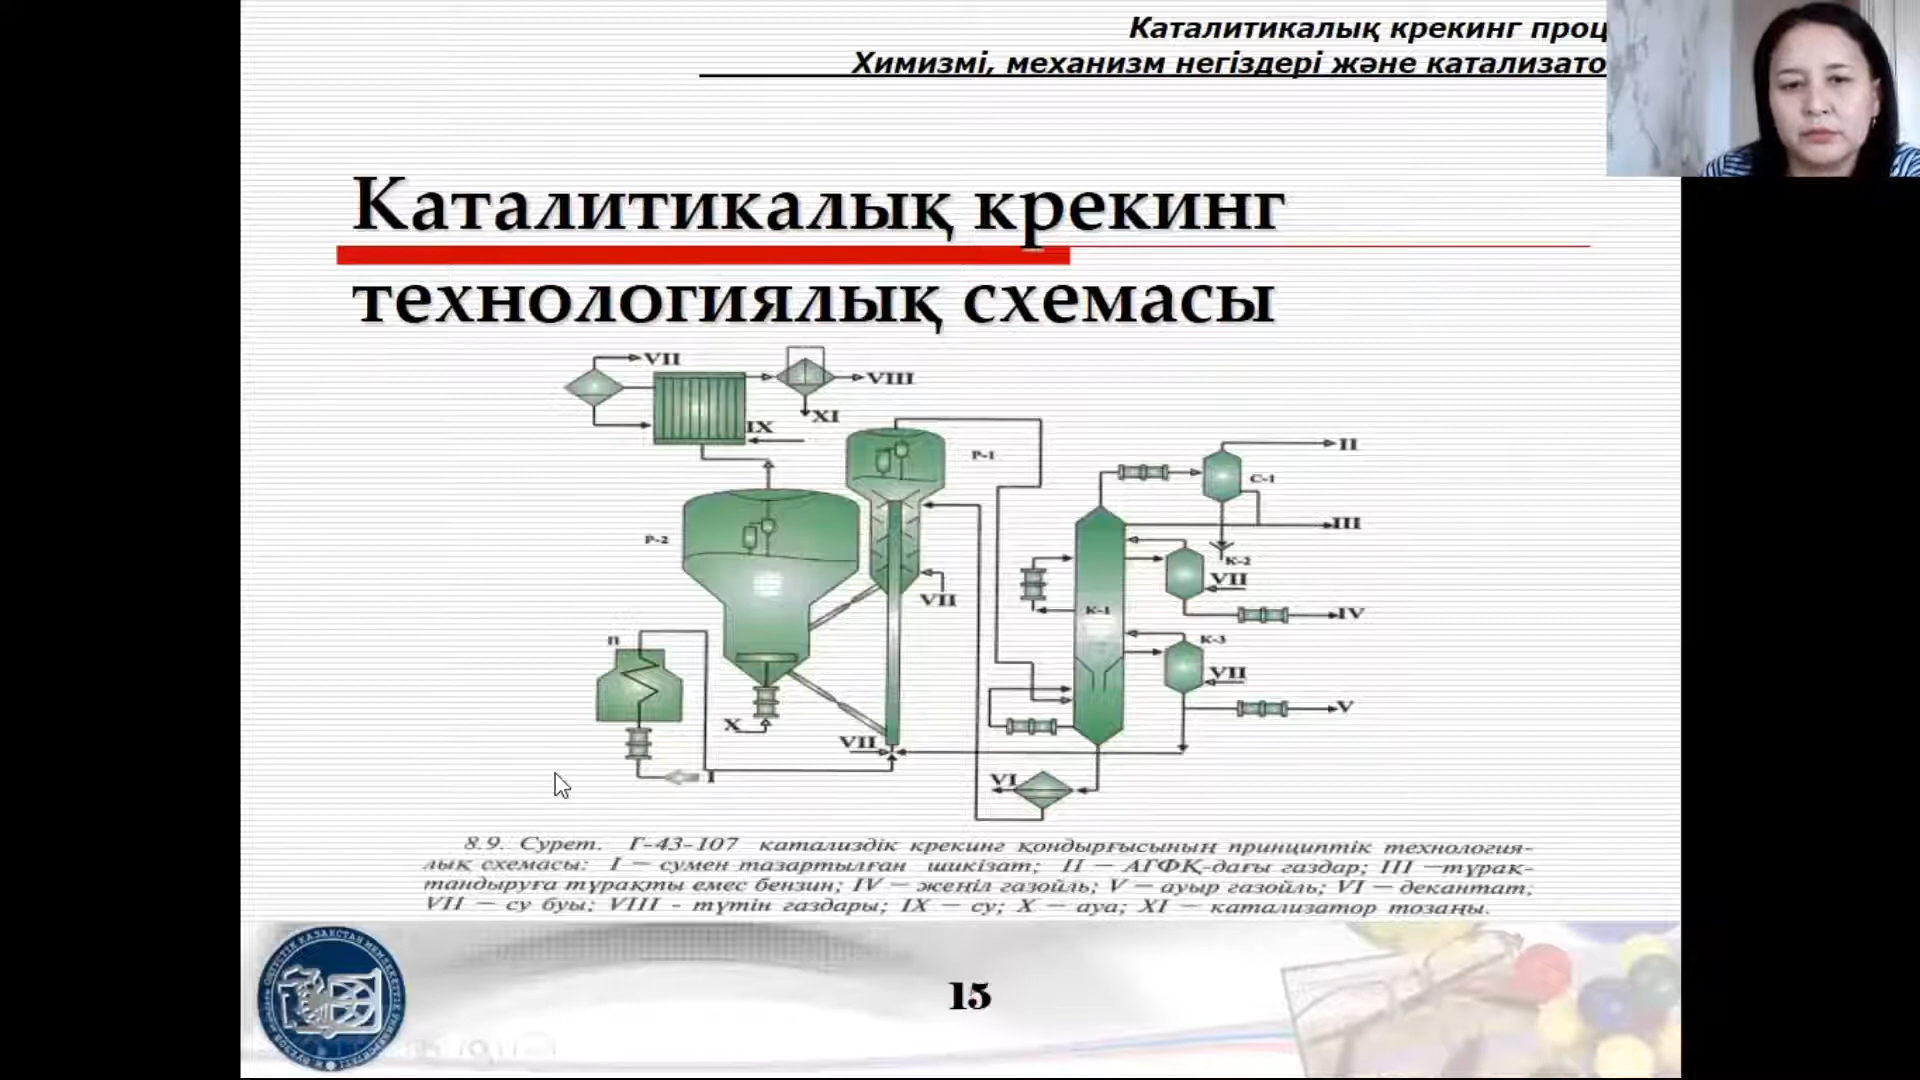 Каталитикалық крекинг проц
Химизмі, механизм негіздері және катализато
Каталитикалық крекинг
технологиялық схемасы
VII
VIII
XI
IX
P-1
II
C-1
III
P-2
K-2
VII
VII
IV
K-1
п
K-3
VII
V
X
VII
VI
I
8.9. Сурет. Г-43-107 катализдік крекинг қондырғысының принциптік технология-
лық схемасы: I — сумен тазартылған шикізат; II — АГФҚ-дағы газдар; III —тұрақ-
тандыруға тұрақты емес бензин; IV — жеңіл газойль; V — ауыр газойль; VI — декантат;
VII — су буы; VIII - түтін газдары; IX — су; X — ауа; XI — катализатор тозаңы.
15